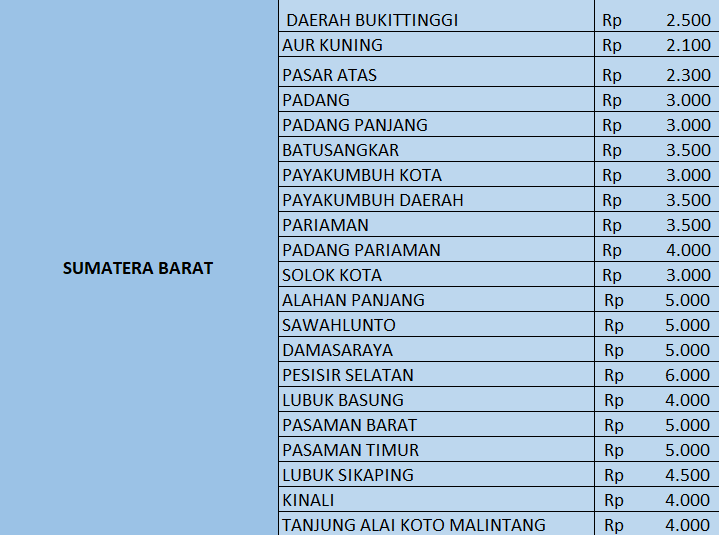 DAERAH BUKITTINGGI Rp 2.500
AUR KUNING Rp 2.100
PASAR ATAS Rp 2.300
PADANG Rp 3.000
PADANG PANJANG Rp 3.000
BATUSANGKAR Rp 3.500
PAYAKUMBUH KOTA Rp 3.000
PAYAKUMBUH DAERAH Rp 3.500
PARIAMAN Rp 3.500
PADANG PARIAMAN Rp 4.000
SUMATERA BARAT
SOLOK KOTA Rp 3.000
ALAHAN PANJANG Rp 5.000
SAWAHLUNTO Rp 5.000
DAMASARAYA Rp 5.000
PESISIR SELATAN Rp 6.000
LUBUK BASUNG Rp 4.000
PASAMAN BARAT Rp 5.000
PASAMAN TIMUR Rp 5.000
LUBUK SIKAPING Rp 4.500
KINALI Rp 4.000
TANJUNG ALAI KOTO MALINTANG Rp 4.000